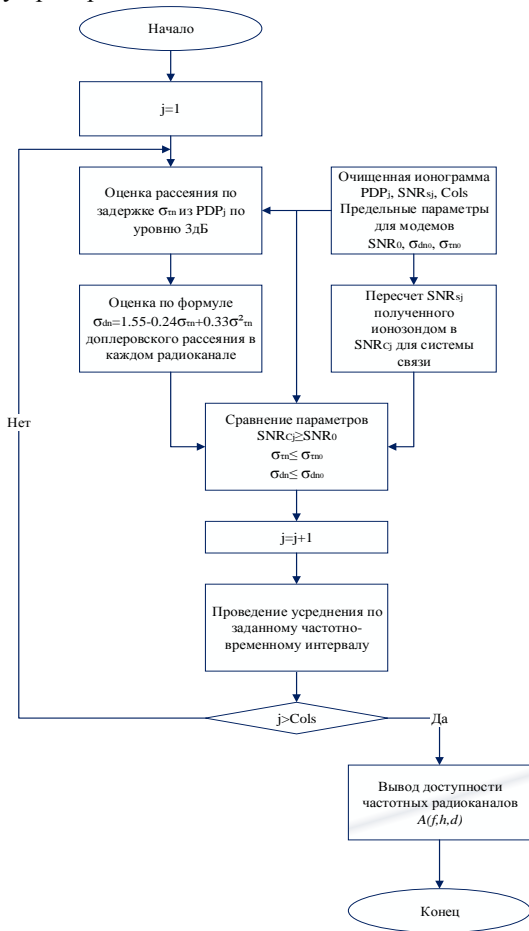 Начало
j=1
Оценка рассеяния по
задержке σтn из PDPj по
уровню 3дБ
Очищенная ионограмма
PDPj, SNRsj, Cols
Предельные параметры
для модемов
SNR0, σdn0, στn0
Оценка по формуле
σdn=1.55-0.24στn+0.33σ²τn
доплеровского рассеяния в
каждом радиоканале
Пересчет SNRsj
полученного
ионозондом в
SNRCj для системы
связи
Нет
Сравнение параметров
SNRCj≥SNR0
στn≤ στn0
σdn≤ σdn0
j=j+1
Проведение усреднения по
заданному частотно-
временному интервалу
j>Cols
Да
Вывод доступности
частотных радиоканалов
A(f,h,d)
Конец